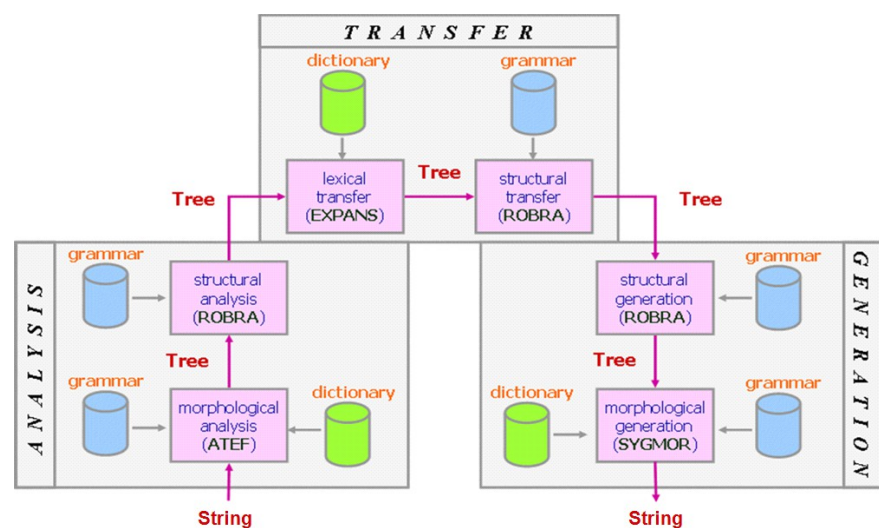 TRANSFER
dictionary
grammar
lexical
transfer
(EXPANS)
Tree
structural
transfer
(ROBRA)
Tree
Tree
ANALYSIS
grammar
structural
analysis
(ROBRA)
Tree
grammar
morphological
analysis
(ATEF)
dictionary
String
GENERATION
structural
generation
(ROBRA)
grammar
Tree
dictionary
morphological
generation
(SYGMOR)
grammar
String